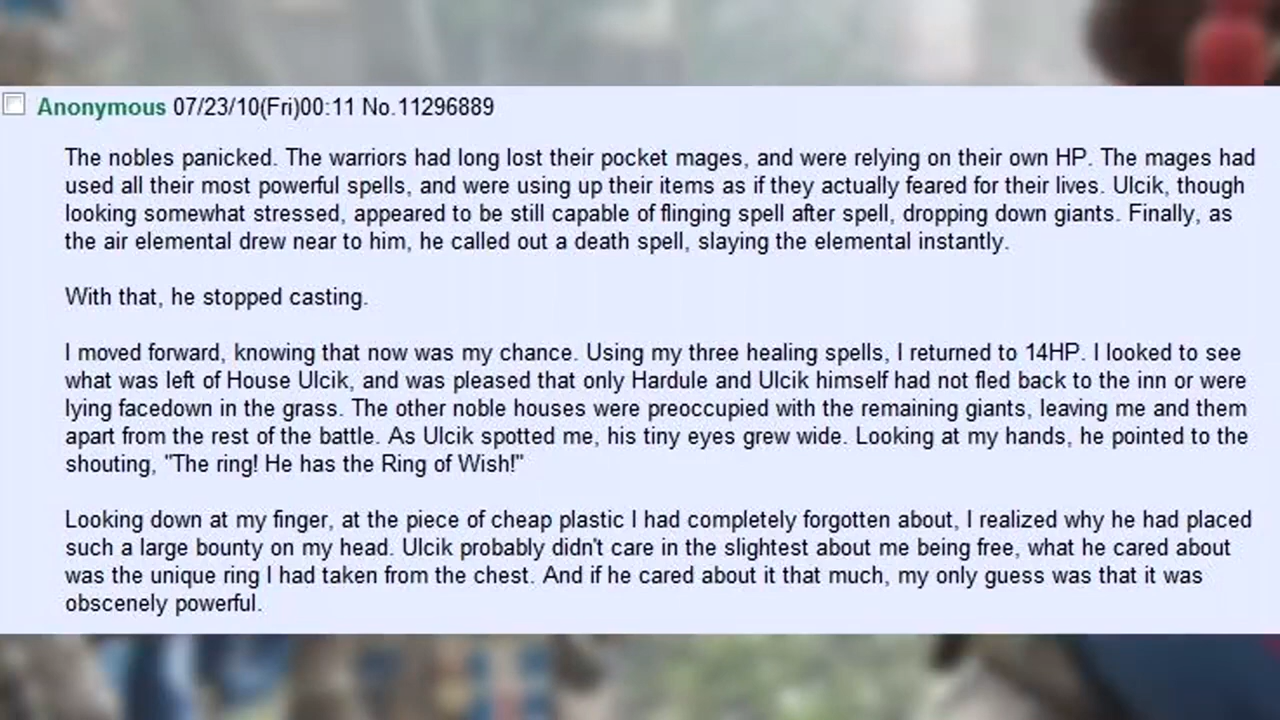 Anonymous 07/23/10(Fri)00:11 No.11296889
The nobles panicked. The warriors had long lost their pocket mages, and were relying on their own HP. The mages had
used all their most powerful spells, and were using up their items as if they actually feared for their lives. Ulcik, though
looking somewhat stressed, appeared to be still capable of flinging spell after spell, dropping down giants. Finally, as
the air elemental drew near to him, he called out a death spell, slaying the elemental instantly.
With that, he stopped casting.
I moved forward, knowing that now was my chance. Using my three healing spells, I returned to 14HP. I looked to see
what was left of House Ulcik, and was pleased that only Hardule and Ulcik himself had not fled back to the inn or were
lying facedown in the grass. The other noble houses were preoccupied with the remaining giants, leaving me and them
apart from the rest of the battle. As Ulcik spotted me, his tiny eyes grew wide. Looking at my hands, he pointed to the
shouting, "The ring! He has the Ring of Wish!"
Looking down at my finger, at the piece of cheap plastic I had completely forgotten about, I realized why he had placed
such a large bounty on my head. Ulcik probably didn't care in the slightest about me being free, what he cared about
was the unique ring I had taken from the chest. And if he cared about it that much, my only guess was that it was
obscenely powerful.